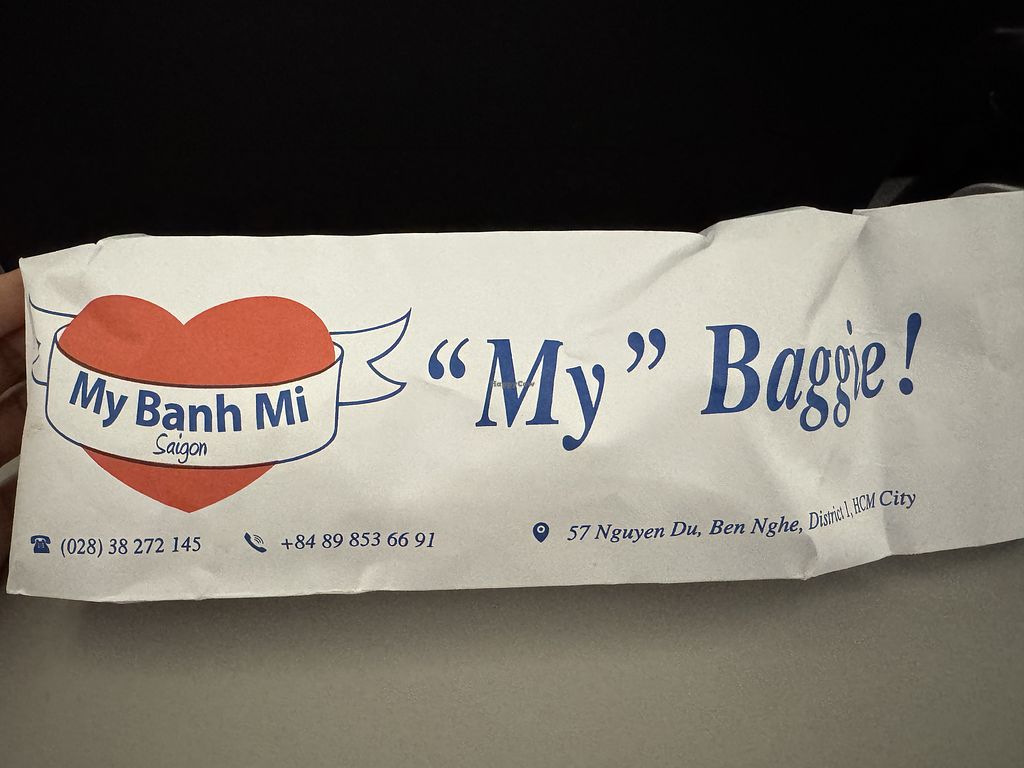 My Banh Mi
Saigon
“My” Baggie!
HappyCow
(028) 38 272 145
+84 89 853 66 91
57 Nguyen Du, Ben Nghe, District 1, HCM City